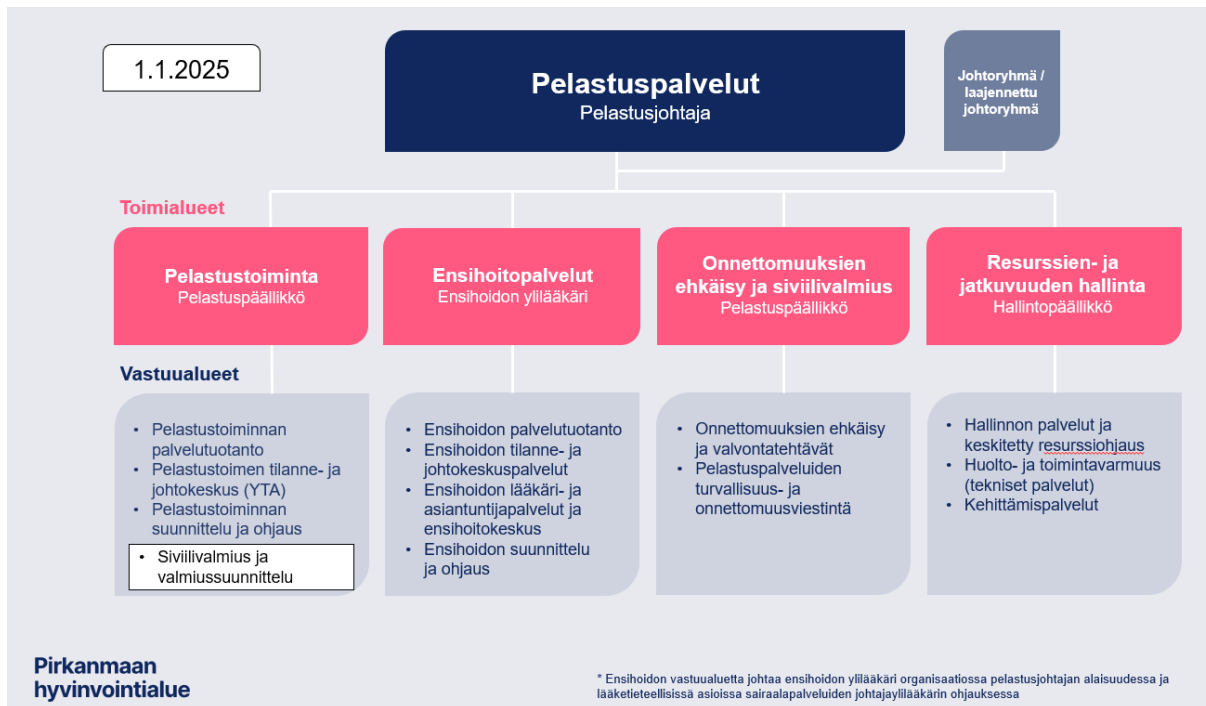 1.1.2025
Pelastuspalvelut
Pelastusjohtaja
Johtoryhmä /
laajennettu
johtoryhmä
Toimialueet
Pelastustoiminta
Pelastuspäällikkö
Ensihoitopalvelut
Ensihoidon ylilääkäri
Onnettomuuksien
ehkäisy ja siviilivalmius
Pelastuspäällikkö
Resurssien- ja
jatkuvuuden hallinta
Hallintopäällikkö
Vastuualueet
• Pelastustoiminnan
palvelutuotanto
• Pelastustoimen tilanne- ja
johtokeskus (YTA)
• Pelastustoiminnan
suunnittelu ja ohjaus
• Siviilivalmius ja
valmiussuunnittelu
• Ensihoidon palvelutuotanto
• Ensihoidon tilanne- ja
johtokeskuspalvelut
• Ensihoidon lääkäri- ja
asiantuntijapalvelut ja
ensihoitokeskus
• Ensihoidon suunnittelu
ja ohjaus
• Onnettomuuksien ehkäisy
ja valvontatehtävät
• Pelastuspalveluiden
turvallisuus- ja
onnettomuusviestintä
• Hallinnon palvelut ja
keskitetty resurssiohjaus
• Huolto- ja toimintavarmuus
(tekniset palvelut)
• Kehittämispalvelut
Pirkanmaan
hyvinvointialue
* Ensihoidon vastuualuetta johtaa ensihoidon ylilääkäri organisaatiossa pelastusjohtajan alaisuudessa ja
lääketieteellisissä asioissa sairaalapalveluiden johtajaylilääkärin ohjauksessa